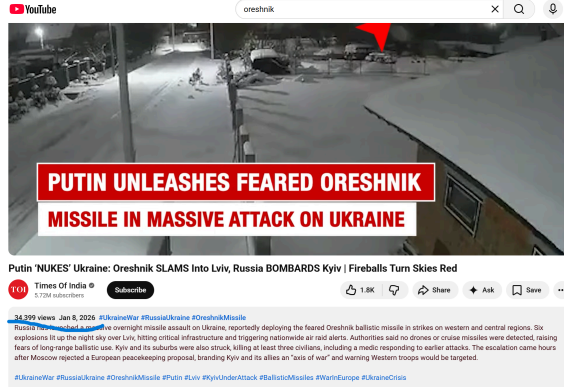 YouTube
oreshnik
PUTIN UNLEASHES FEARED ORESHNIK
MISSILE IN MASSIVE ATTACK ON UKRAINE
Putin ‘NUKES’ Ukraine: Oreshnik SLAMS Into Lviv, Russia BOMBARDS Kyiv | Fireballs Turn Skies Red
TOI
Times Of India
5.72M subscribers
Subscribe
1.8K
Share
Ask
Save
34,399 views Jan 8, 2026 #UkraineWar #RussiaUkraine #OreshnikMissile
Russia has launched a massive overnight missile assault on Ukraine, reportedly deploying the feared Oreshnik ballistic missile in strikes on western and central regions. Six
explosions lit up the night sky over Lviv, hitting critical infrastructure and triggering nationwide air raid alerts. Authorities said no drones or cruise missiles were detected, raising
fears of long-range ballistic use. Kyiv and its suburbs were also struck, killing at least three civilians, including a medic responding to earlier attacks. The escalation came hours
after Moscow rejected a European peacekeeping proposal, branding Kyiv and its allies an “axis of war” and warning Western troops would be targeted.
#UkraineWar #RussiaUkraine #OreshnikMissile #Putin #Lviv #KyivUnderAttack #BallisticMissiles #WarInEurope #UkraineCrisis